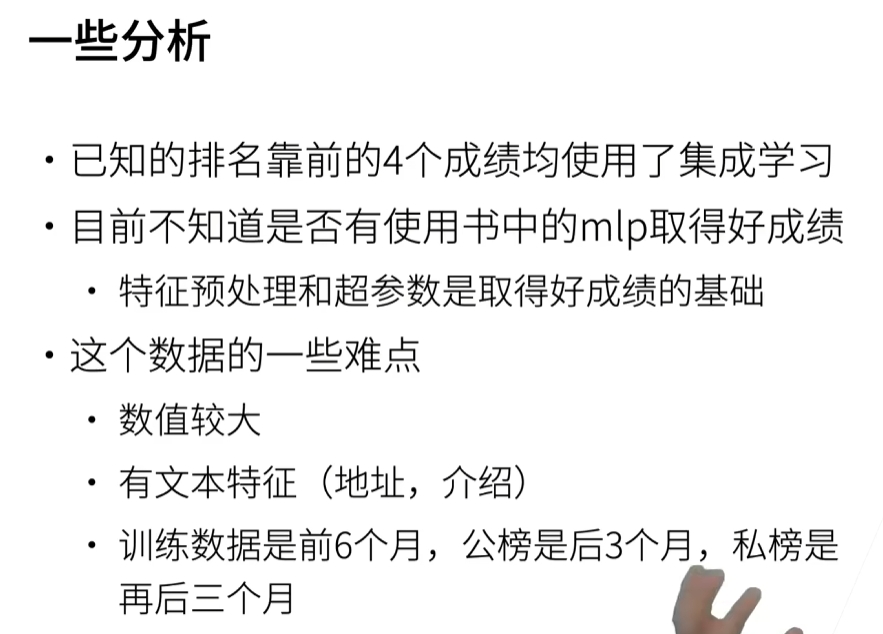 一些分析
• 已知的排名靠前的4个成绩均使用了集成学习
• 目前不知道是否有使用书中的mlp取得好成绩
• 特征预处理和超参数是取得好成绩的基础
• 这个数据的一些难点
• 数值较大
• 有文本特征（地址，介绍）
• 训练数据是前6个月，公榜是后3个月，私榜是
再后三个月